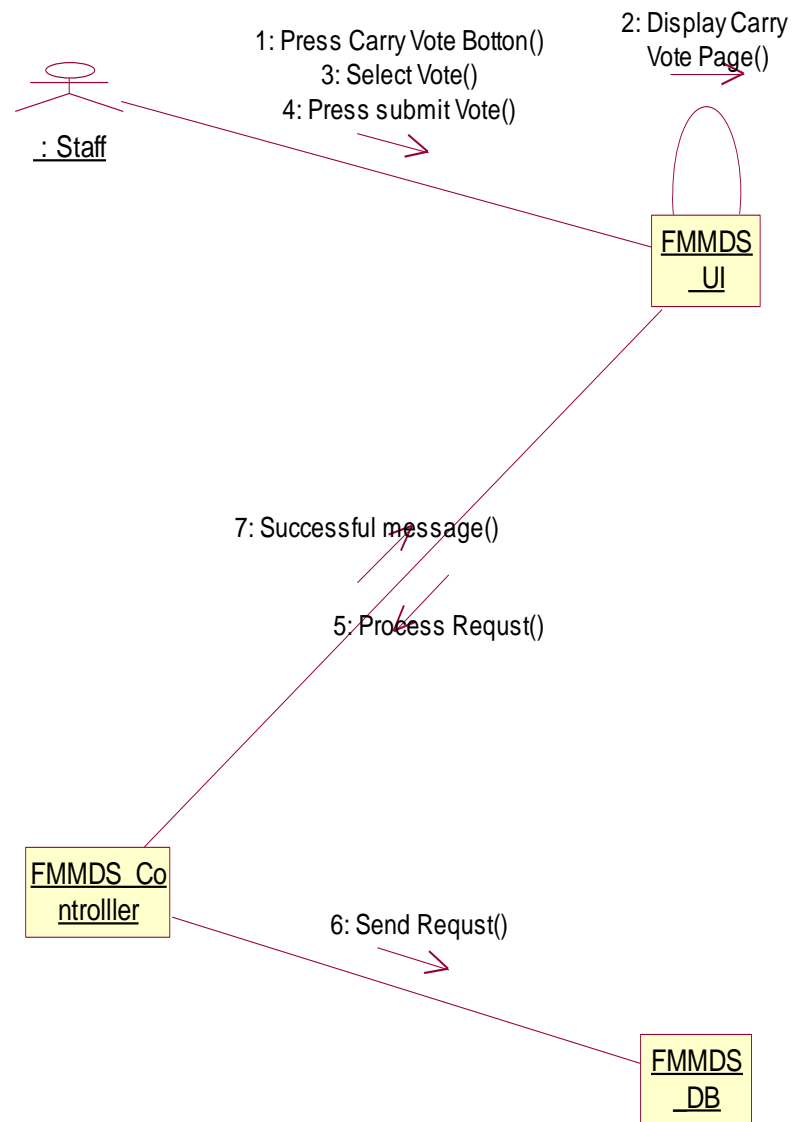 1: Press Carry Vote Botton()
3: Select Vote()
4: Press submit Vote()
2: Display Carry
Vote Page()
: Staff
FMMDS
_UI
7: Successful message()
5: Process Requst()
FMMDS_Co
ntrolller
6: Send Requst()
FMMDS
_DB